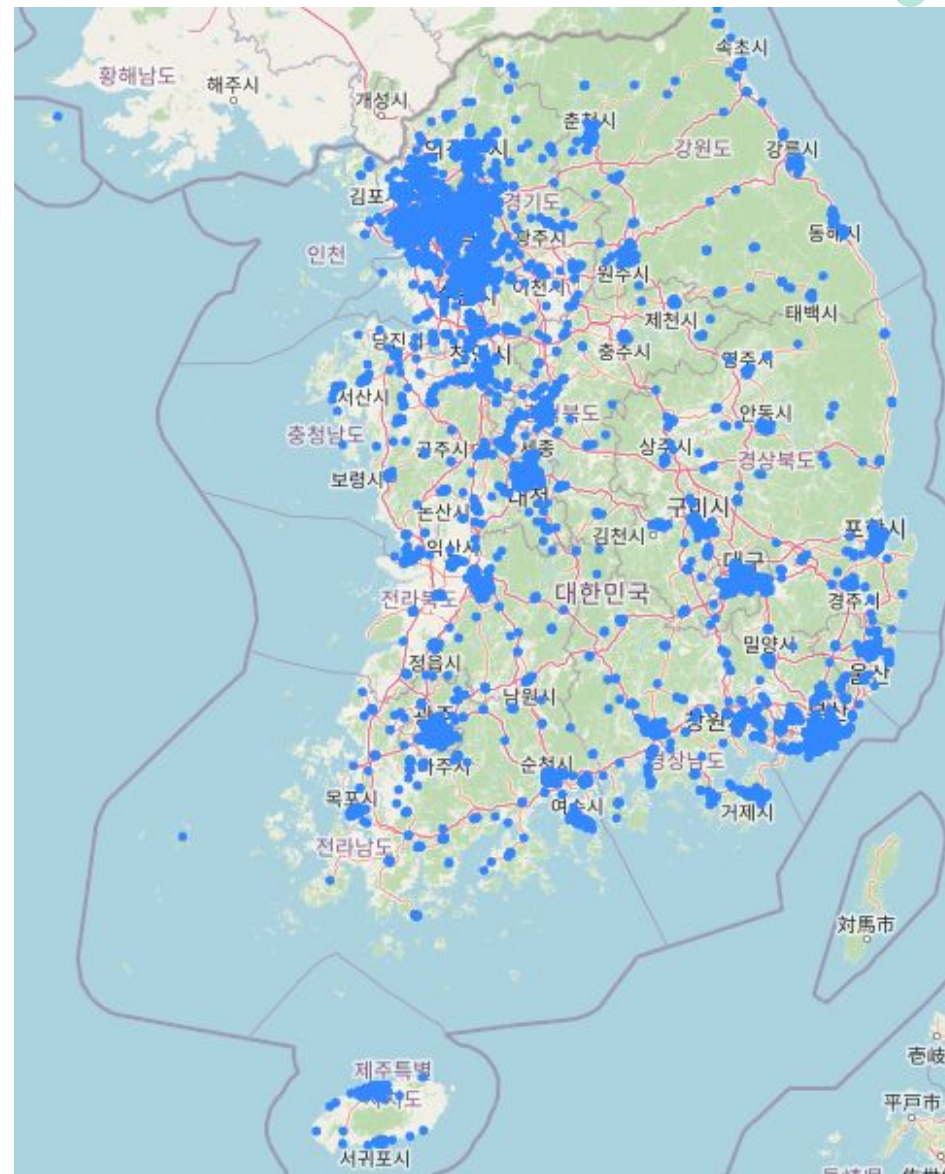 속초시
황해남도
해주시
개성시
춘천시
강원도
강릉시
김포
경기도
동해시
광주시
인천
원주시
이천시
제천시
태백시
당진
충주시
영주시
서산시
안동시
충청남도
공주시
세종
상주시
경상북도
보령시
대전
논산시
구미시
김천시
포항시
익산시
대구
대한민국
전라북도
경주시
밀양시
정읍시
울산
남원시
광주
창원
부산
나주시
순천시
경상남도
목포시
여수시
거제시
전라남도
対馬市
壱岐
제주특별
자치도
平戸市
서귀포시